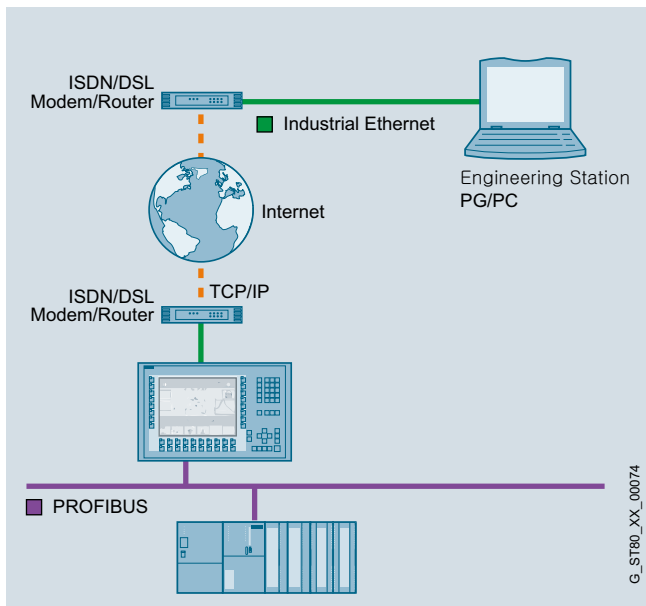 ISDN/DSL
Modem/Router
Industrial Ethernet
Engineering Station
PG/PC
Internet
TCP/IP
ISDN/DSL
Modem/Router
PROFIBUS
G_ST80_XX_00074